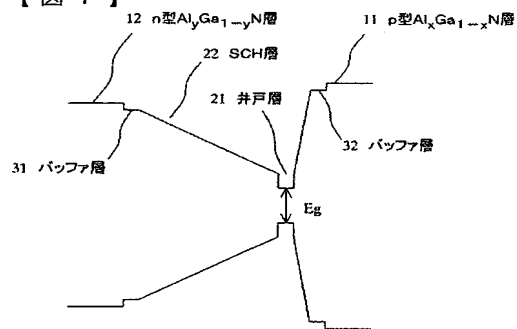 【図7】
12 n型AlyGa1-yN層
11 p型AlxGa1-xN層
22 SCH層
21 井戸層
31 バッファ層
32 バッファ層
Eg